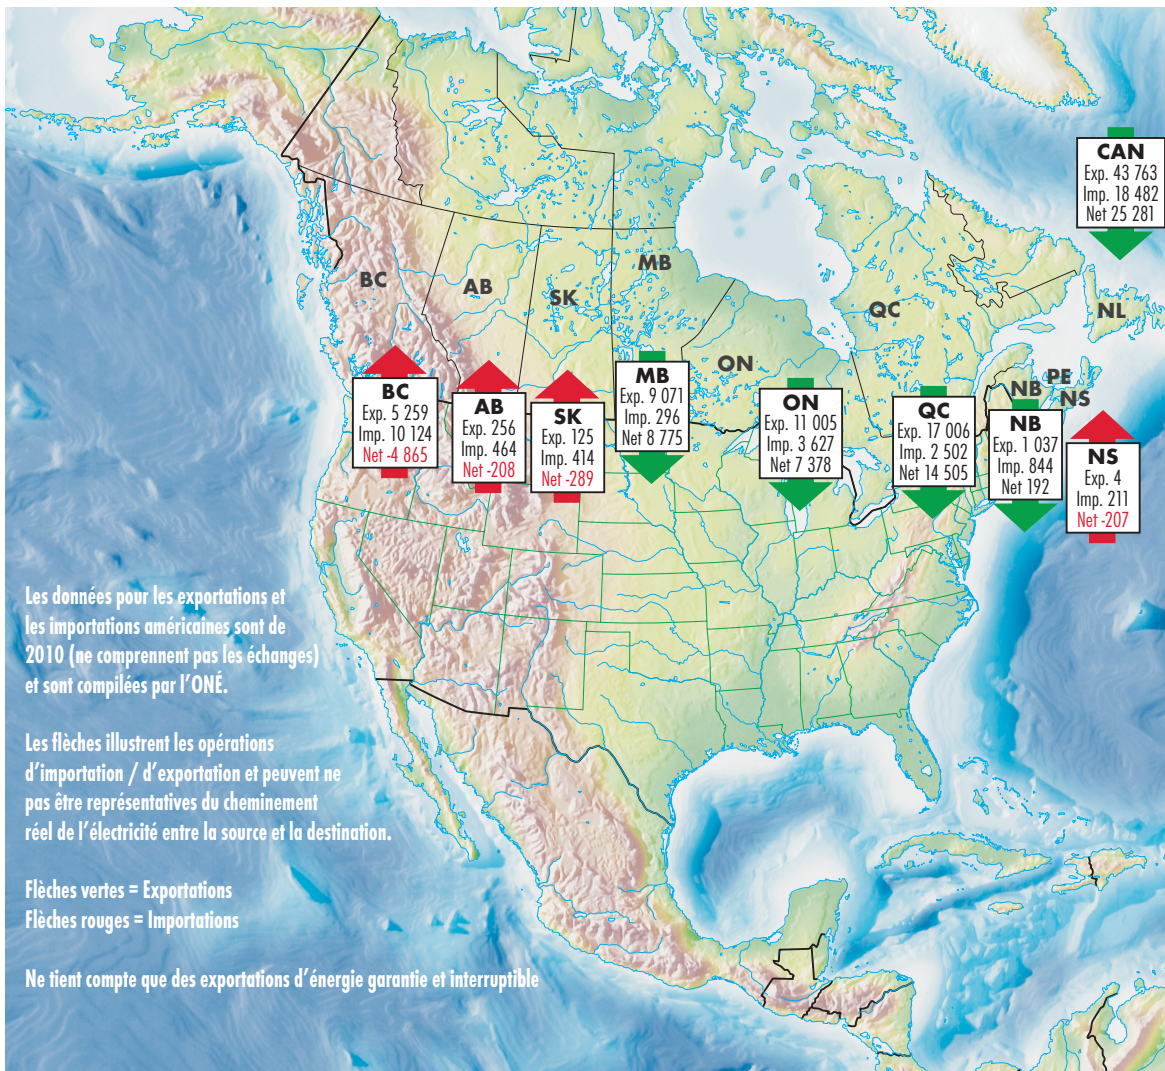 CAN
Exp. 43 763
Imp. 18 482
Net 25 281
BC
AB
SK
MB
ON
QC
NL
NB
PE
NS
BC
Exp. 5 259
Imp. 10 124
Net -4 865
AB
Exp. 256
Imp. 464
Net -208
SK
Exp. 125
Imp. 414
Net -289
MB
Exp. 9 071
Imp. 296
Net 8 775
ON
Exp. 11 005
Imp. 3 627
Net 7 378
QC
Exp. 17 006
Imp. 2 502
Net 14 505
NB
Exp. 1 037
Imp. 844
Net 192
NS
Exp. 4
Imp. 211
Net -207
Les données pour les exportations et
les importations américaines sont de
2010 (ne comprennent pas les échanges)
et sont compilées par l'ONÉ.
Les flèches illustrent les opérations
d'importation / d'exportation et peuvent ne
pas être représentatives du cheminement
réel de l'électricité entre la source et la destination.
Flèches vertes = Exportations
Flèches rouges = Importations
Ne tient compte que des exportations d'énergie garantie et interruptible